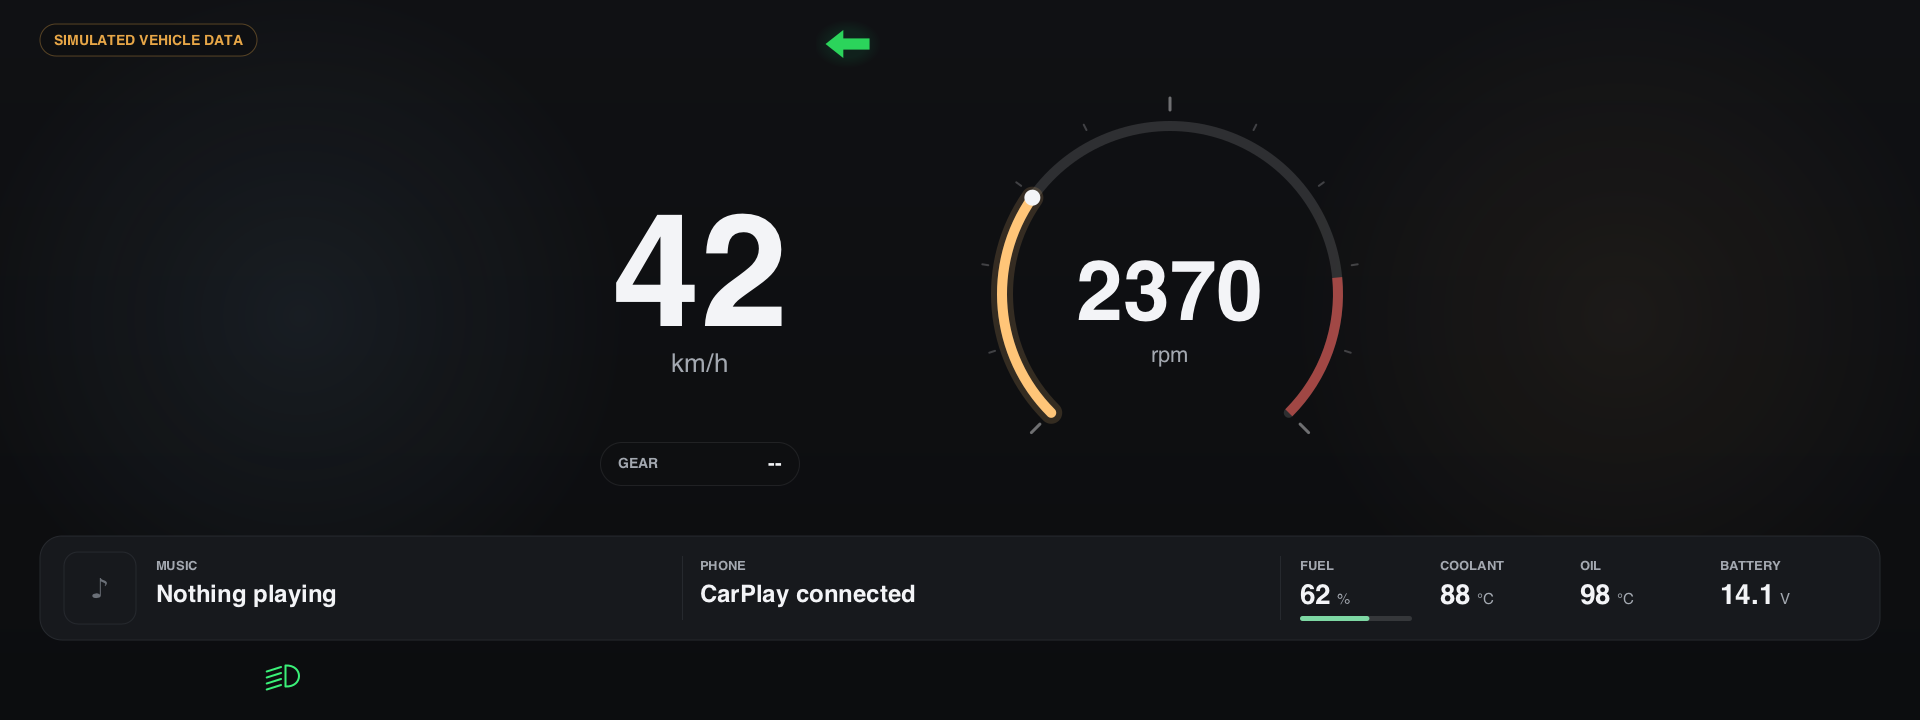 SIMULATED VEHICLE DATA
42
km/h
2370
rpm
GEAR --
MUSIC
Nothing playing
PHONE
CarPlay connected
FUEL
62 %
COOLANT
88 °C
OIL
98 °C
BATTERY
14.1 V